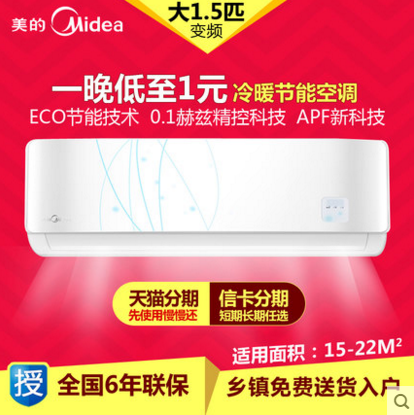 美的 Midea
大1.5匹
变频
一晚低至1元 冷暖节能空调
ECO节能技术 0.1赫兹精控科技 APF新科技
天猫分期 信卡分期
先使用慢慢还 短期长期任选
适用面积：15-22M²
授 全国6年联保 乡镇免费送货入户